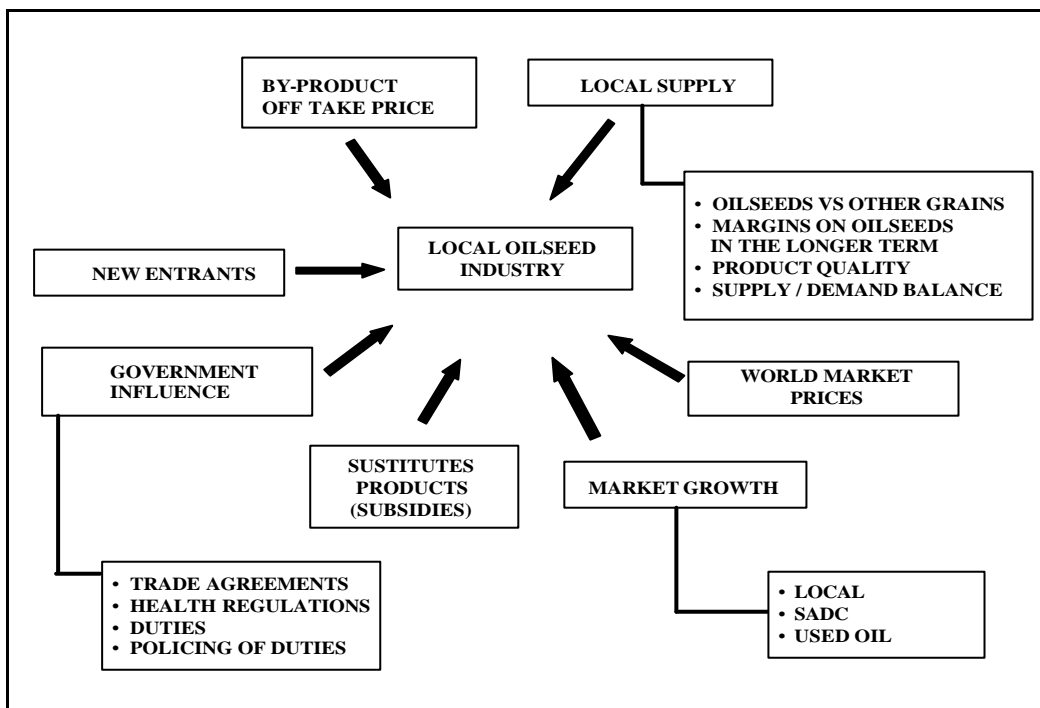 BY-PRODUCT
OFF TAKE PRICE
LOCAL SUPPLY
• OILSEEDS VS OTHER GRAINS
• MARGINS ON OILSEEDS
IN THE LONGER TERM
• PRODUCT QUALITY
• SUPPLY / DEMAND BALANCE
LOCAL OILSEED
INDUSTRY
NEW ENTRANTS
GOVERNMENT
INFLUENCE
WORLD MARKET
PRICES
SUSTITUTES
PRODUCTS
(SUBSIDIES)
MARKET GROWTH
• TRADE AGREEMENTS
• HEALTH REGULATIONS
• DUTIES
• POLICING OF DUTIES
• LOCAL
• SADC
• USED OIL